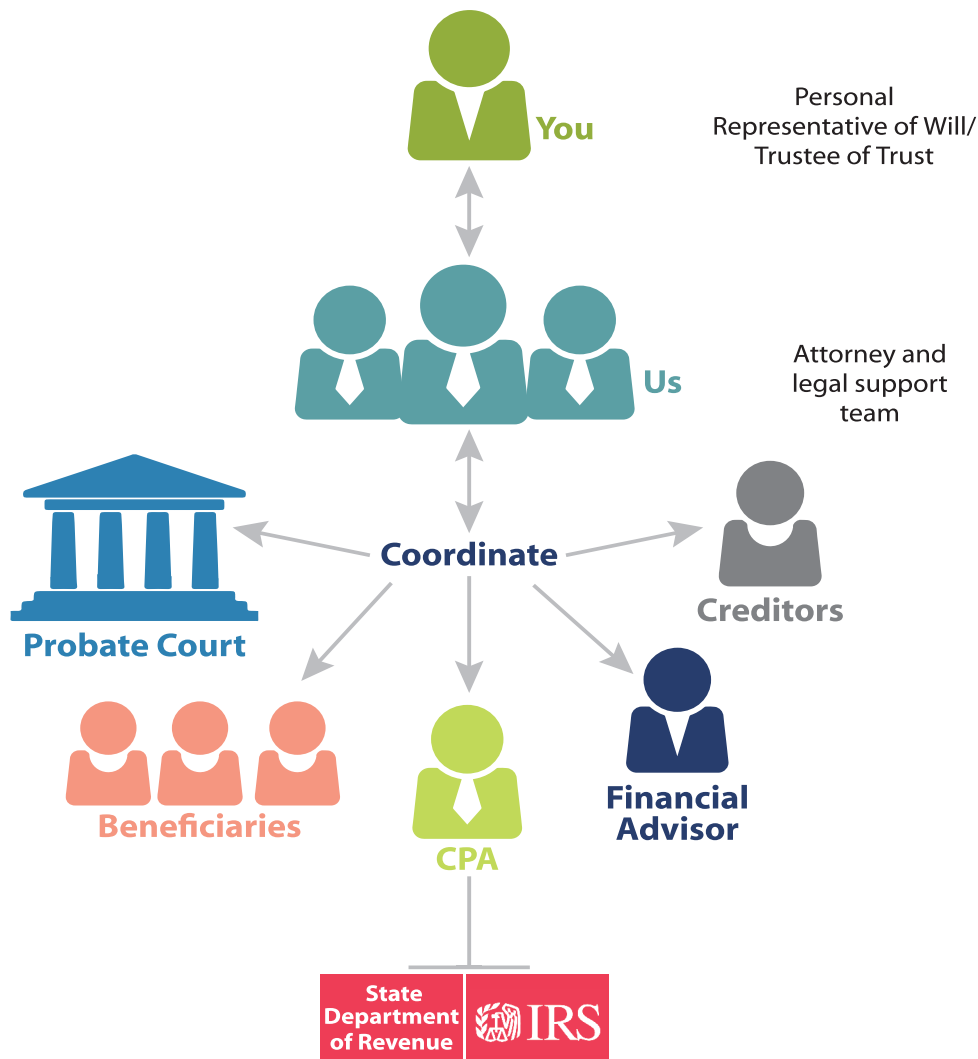 You
Personal
Representative of Will/
Trustee of Trust
Us
Attorney and
legal support
team
Coordinate
Probate Court
Creditors
Beneficiaries
CPA
Financial
Advisor
State
Department
of Revenue
IRS